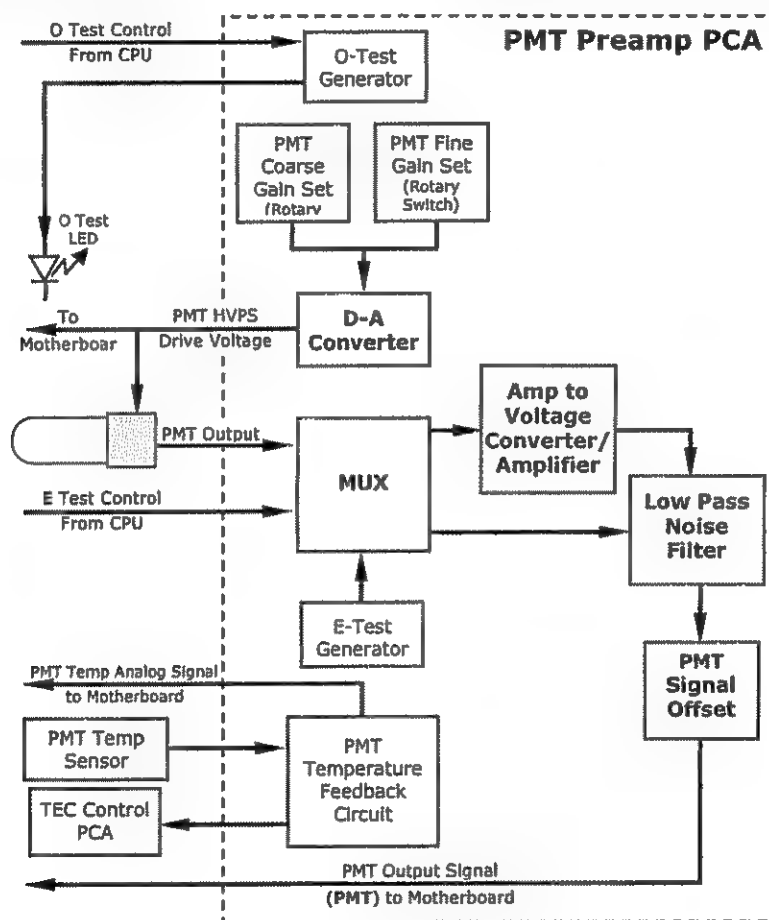 O Test Control
From CPU
PMT Preamp PCA
O-Test
Generator
PMT
Coarse
Gain Set
(Rotary
PMT Fine
Gain Set
(Rotary
Switch)
O Test
LED
To
Motherboar
PMT HVPS
Drive Voltage
D-A
Converter
PMT Output
E Test Control
From CPU
MUX
Amp to
Voltage
Converter/
Amplifier
Low Pass
Noise
Filter
E-Test
Generator
PMT
Signal
Offset
PMT Temp Analog Signal
to Motherboard
PMT Temp
Sensor
PMT
Temperature
Feedback
Circuit
TEC Control
PCA
PMT Output Signal
(PMT) to Motherboard